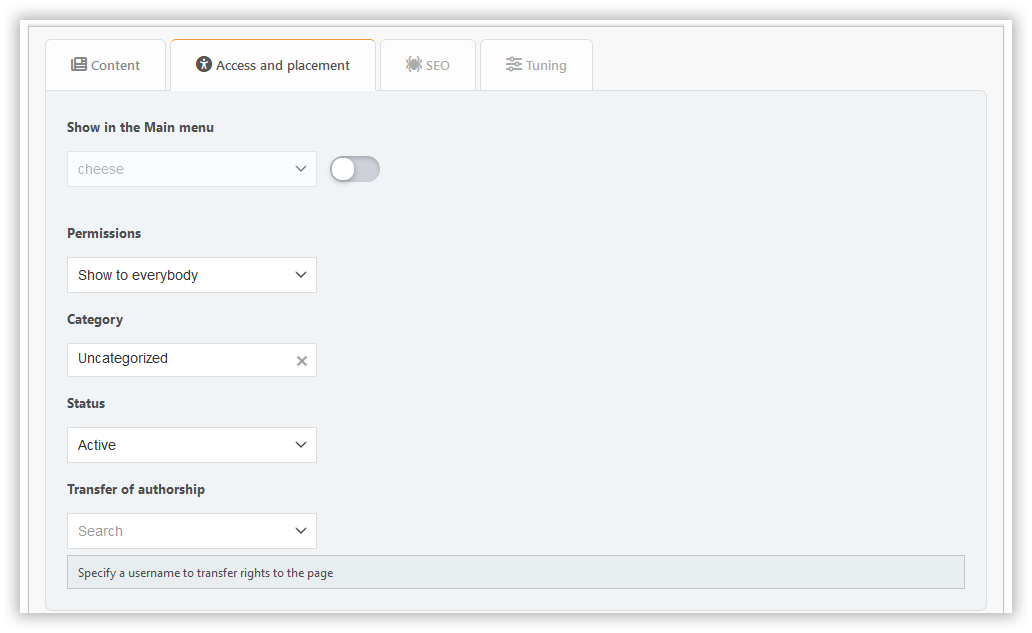 Content Access and placement SEO Tuning
Show in the Main menu
cheese
Permissions
Show to everybody
Category
Uncategorized
Status
Active
Transfer of authorship
Search
Specify a username to transfer rights to the page